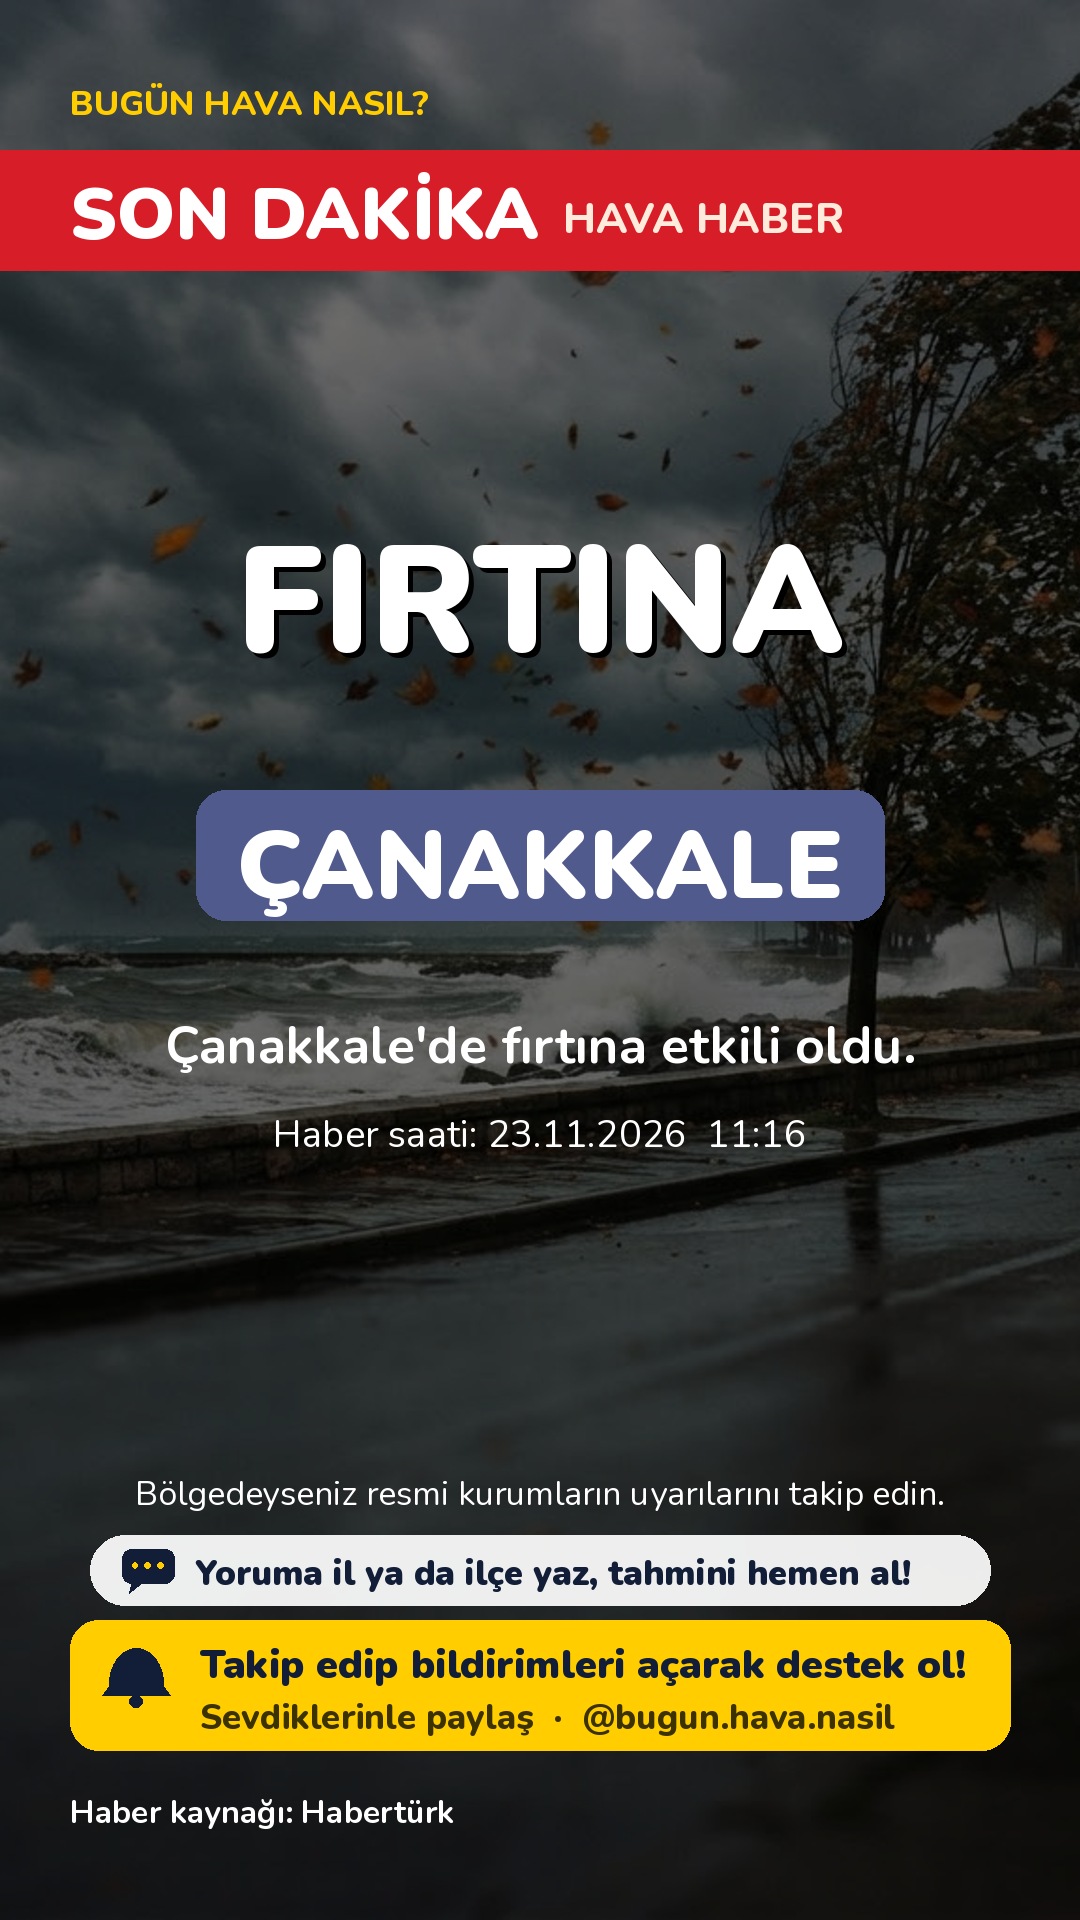 BUGÜN HAVA NASIL?
SON DAKİKA HAVA HABER
FIRTINA
ÇANAKKALE
Çanakkale'de fırtına etkili oldu.
Haber saati: 23.11.2026 11:16
Bölgedeyseniz resmi kurumların uyarılarını takip edin.
Yoruma il ya da ilçe yaz, tahmini hemen al!
Takip edip bildirimleri açarak destek ol!
Sevdiklerinle paylaş · @bugun.hava.nasil
Haber kaynağı: Habertürk